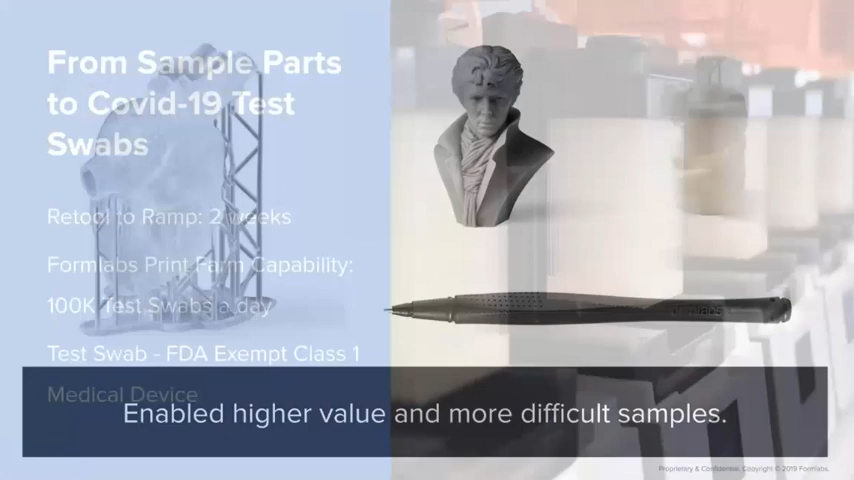 From Sample Parts
to Covid-19 Test
Swabs
Retool to Ramp: 2 weeks
Formlabs Print Farm Capability:
100K Test Swabs a day
Test Swab - FDA Exempt Class 1
Medical Device
formlabs
Enabled higher value and more difficult samples.
Proprietary & Confidential. Copyright © 2019 Formlabs.